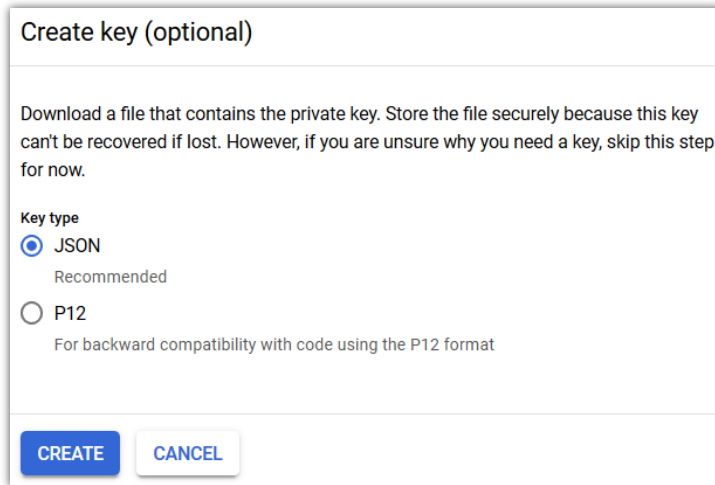 Create key (optional)
Download a file that contains the private key. Store the file securely because this key
can't be recovered if lost. However, if you are unsure why you need a key, skip this step
for now.
Key type
JSON
Recommended
P12
For backward compatibility with code using the P12 format
CREATE CANCEL